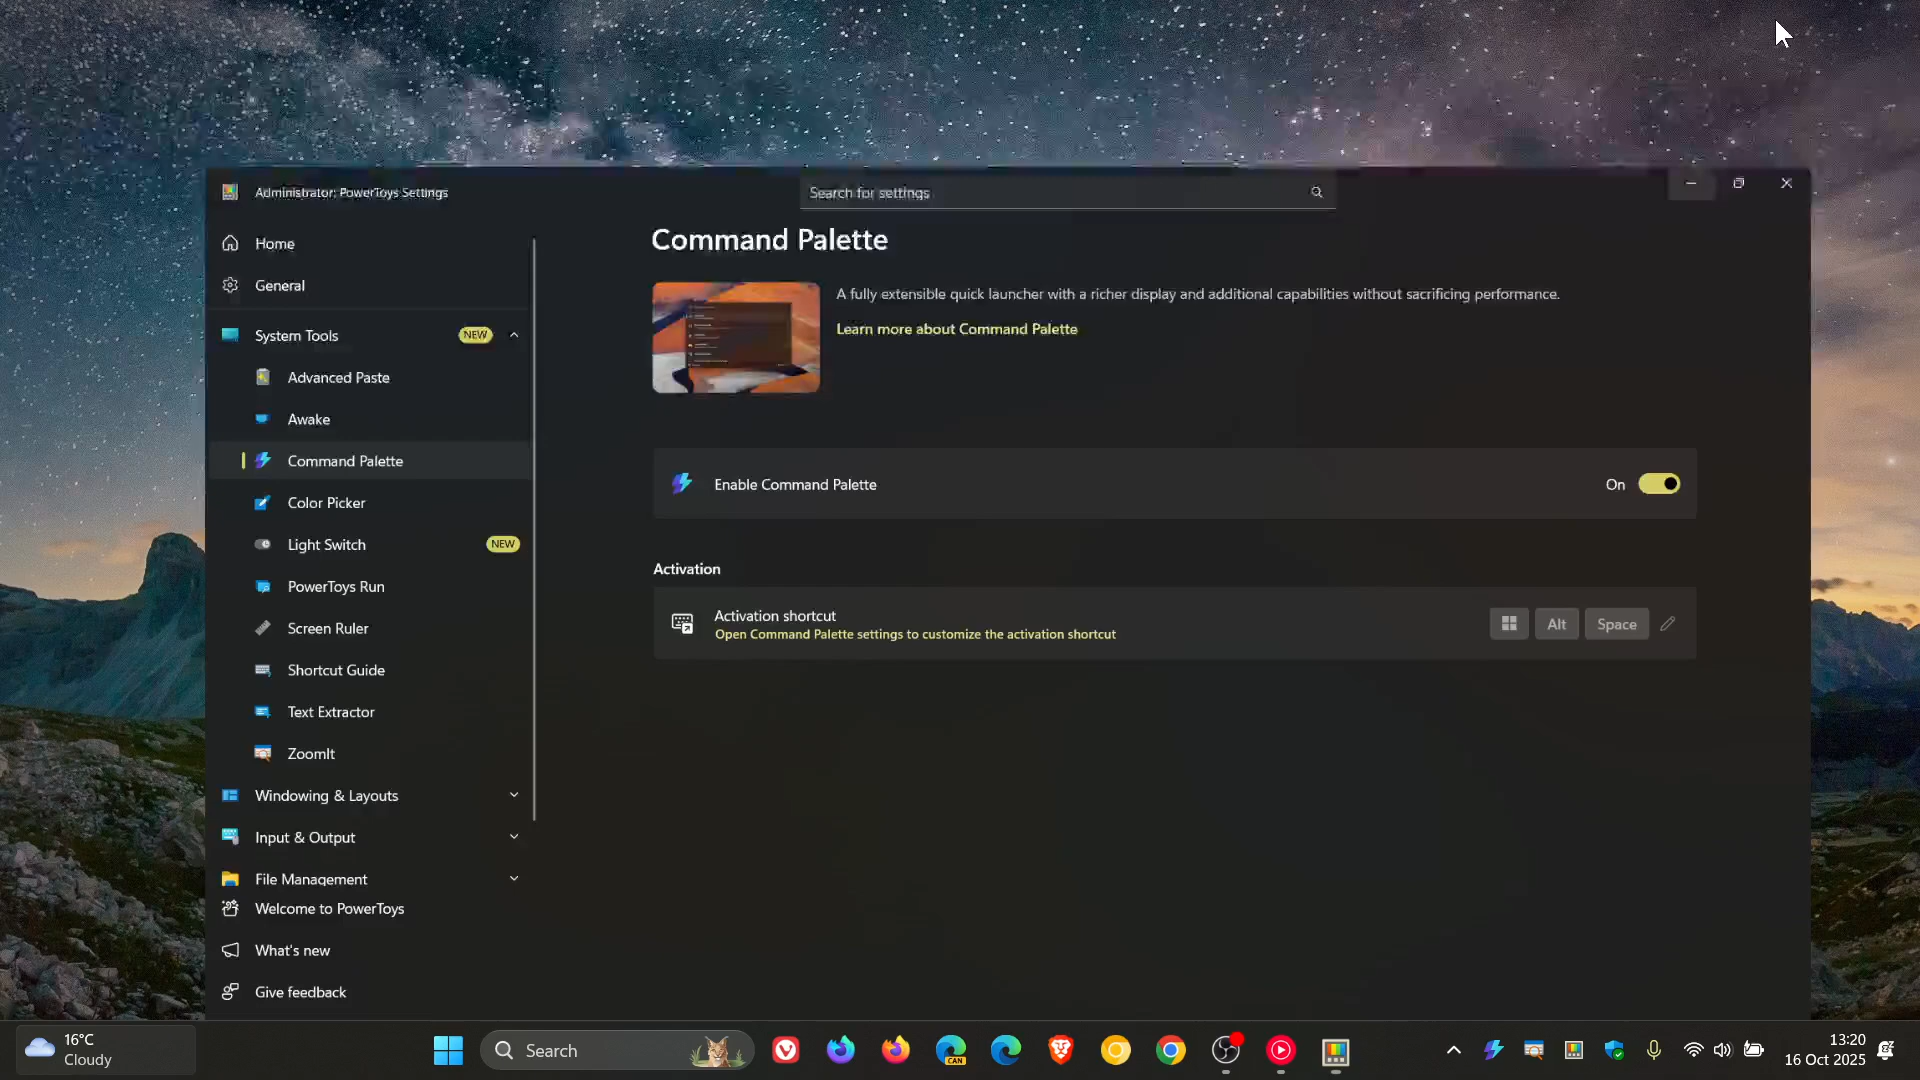 Administrator: PowerToys Settings
Search for settings
Home
General
System Tools NEW
Advanced Paste
Awake
Command Palette
Color Picker
Light Switch NEW
PowerToys Run
Screen Ruler
Shortcut Guide
Text Extractor
ZoomIt
Windowing & Layouts
Input & Output
File Management
Welcome to PowerToys
What's new
Give feedback
Command Palette
A fully extensible quick launcher with a richer display and additional capabilities without sacrificing performance.
Learn more about Command Palette
Enable Command Palette On
Activation
Activation shortcut
Open Command Palette settings to customize the activation shortcut
Alt Space
16°C
Cloudy
Search
CAN
13:20
16 Oct 2025